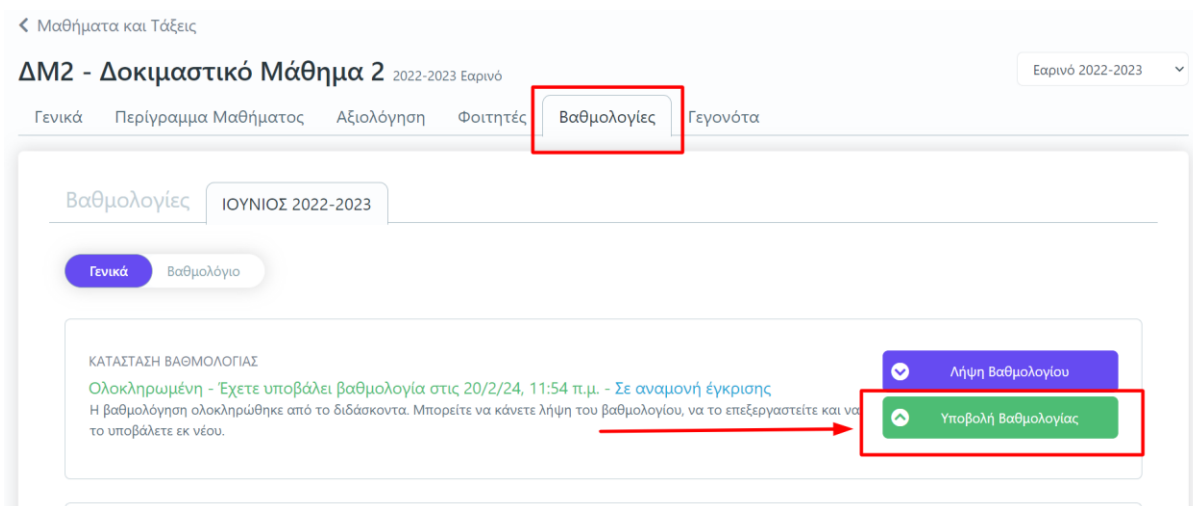 Μαθήματα και Τάξεις
ΔΜ2 - Δοκιμαστικό Μάθημα 2 2022-2023 Εαρινό
Εαρινό 2022-2023
Γενικά Περίγραμμα Μαθήματος Αξιολόγηση Φοιτητές Βαθμολογίες Γεγονότα
Βαθμολογίες ΙΟΥΝΙΟΣ 2022-2023
Γενικά Βαθμολόγιο
ΚΑΤΑΣΤΑΣΗ ΒΑΘΜΟΛΟΓΙΑΣ
Ολοκληρωμένη - Έχετε υποβάλει βαθμολογία στις 20/2/24, 11:54 π.μ. - Σε αναμονή έγκρισης
Η βαθμολόγηση ολοκληρώθηκε από το διδάσκοντα. Μπορείτε να κάνετε λήψη του βαθμολογίου, να το επεξεργαστείτε και να
το υποβάλετε εκ νέου.
Λήψη Βαθμολογίου
Υποβολή Βαθμολογίας